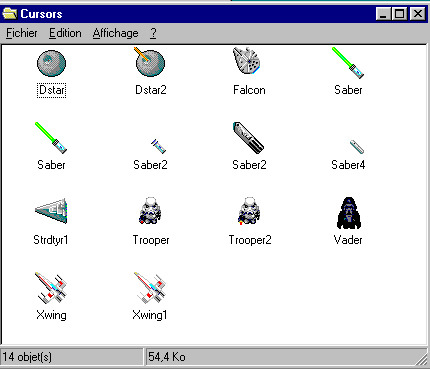 Cursors
Fichier Edition Affichage ?
Dstar Dstar2 Falcon Saber
Saber Saber2 Saber2 Saber4
Strdtyr1 Trooper Trooper2 Vader
Xwing Xwing1
14 objet(s) 54,4 Ko